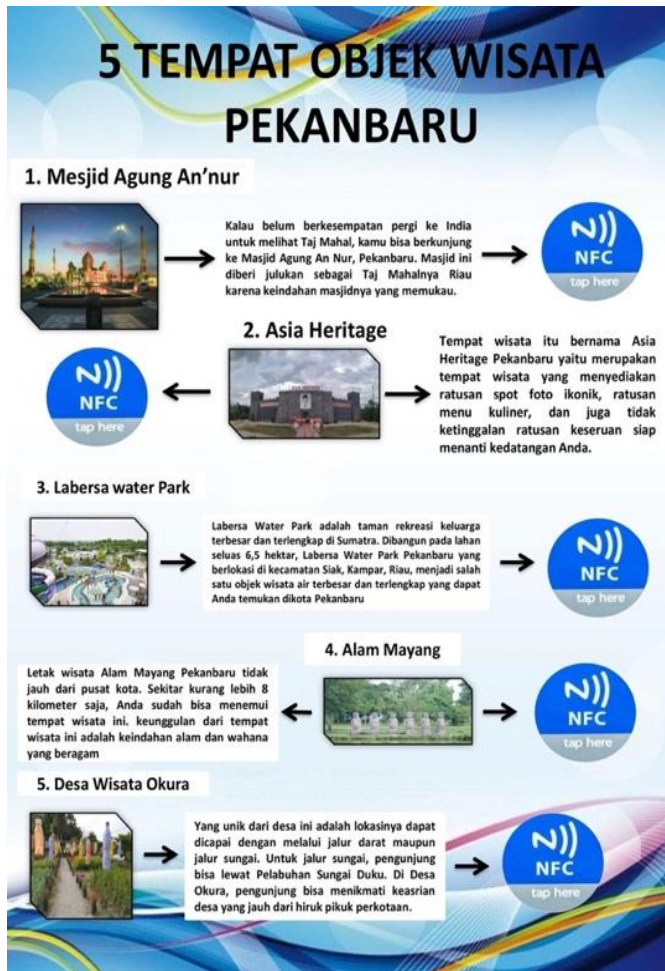 5 TEMPAT OBJEK WISATA
PEKANBARU
1. Mesjid Agung An'nur
Kalau belum berkesempatan pergi ke India
untuk melihat Taj Mahal, kamu bisa berkunjung
ke Masjid Agung An Nur, Pekanbaru. Masjid ini
diberi julukan sebagai Taj Mahalnya Riau
karena keindahan masjidnya yang memukau.
NFC
tap here
2. Asia Heritage
NFC
tap here
Tempat wisata itu bernama Asia
Heritage Pekanbaru yaitu merupakan
tempat wisata yang menyediakan
ratusan spot foto ikonik, ratusan
menu kuliner, dan juga tidak
ketinggalan ratusan keseruan siap
menanti kedatangan Anda.
3. Labersa water Park
Labersa Water Park adalah taman rekreasi keluarga
terbesar dan terlengkap di Sumatra. Dibangun pada lahan
seluas 6,5 hektar, Labersa Water Park Pekanbaru yang
berlokasi di kecamatan Siak, Kampar, Riau, menjadi salah
satu objek wisata air terbesar dan terlengkap yang dapat
Anda temukan dikota Pekanbaru
NFC
tap here
4. Alam Mayang
Letak wisata Alam Mayang Pekanbaru tidak
jauh dari pusat kota. Sekitar kurang lebih 8
kilometer saja, Anda sudah bisa menemui
tempat wisata ini. keunggulan dari tempat
wisata ini adalah keindahan alam dan wahana
yang beragam
NFC
tap here
5. Desa Wisata Okura
Yang unik dari desa ini adalah lokasinya dapat
dicapai dengan melalui jalur darat maupun
jalur sungai. Untuk jalur sungai, pengunjung
bisa lewat Pelabuhan Sungai Duku. Di Desa
Okura, pengunjung bisa menikmati keasrian
desa yang jauh dari hiruk pikuk perkotaan.
NFC
tap here